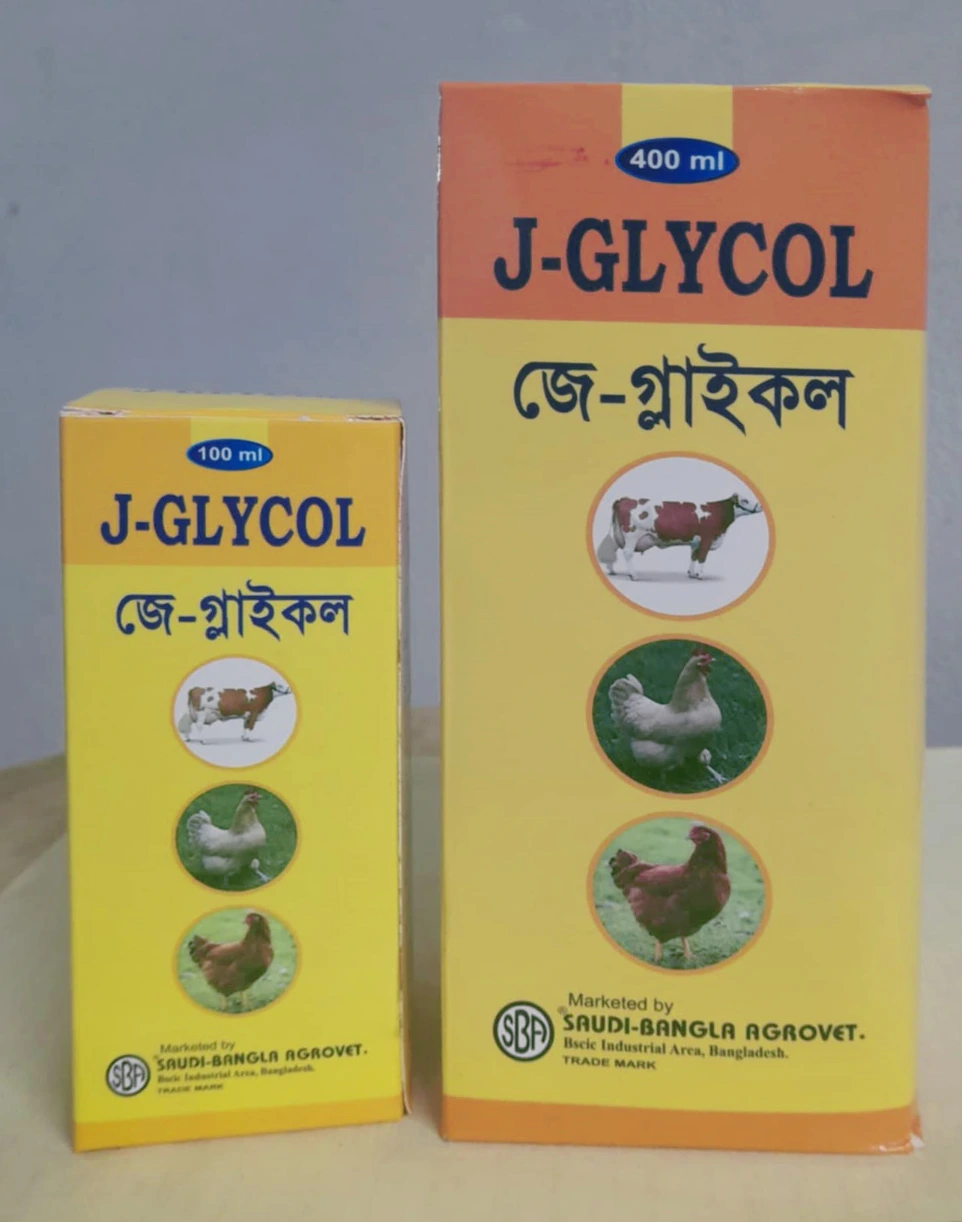 100 ml
J-GLYCOL
জে-গ্লাইকল
Marketed by
SBA ® SAUDI-BANGLA AGROVET.
Bscic Industrial Area, Bangladesh.
TRADE MARK
400 ml
J-GLYCOL
জে-গ্লাইকল
Marketed by
SBA ® SAUDI-BANGLA AGROVET.
Bscic Industrial Area, Bangladesh.
TRADE MARK